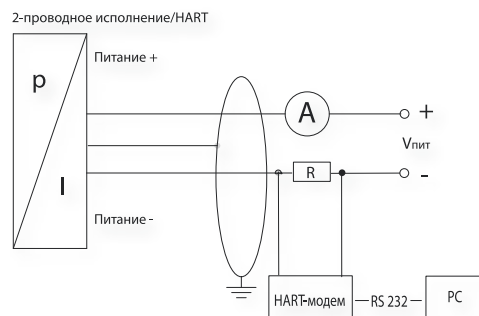 2-проводное исполнение/HART
Питание +
p
A
+
Vпит
I
R
-
Питание -
HART-модем
RS 232
PC